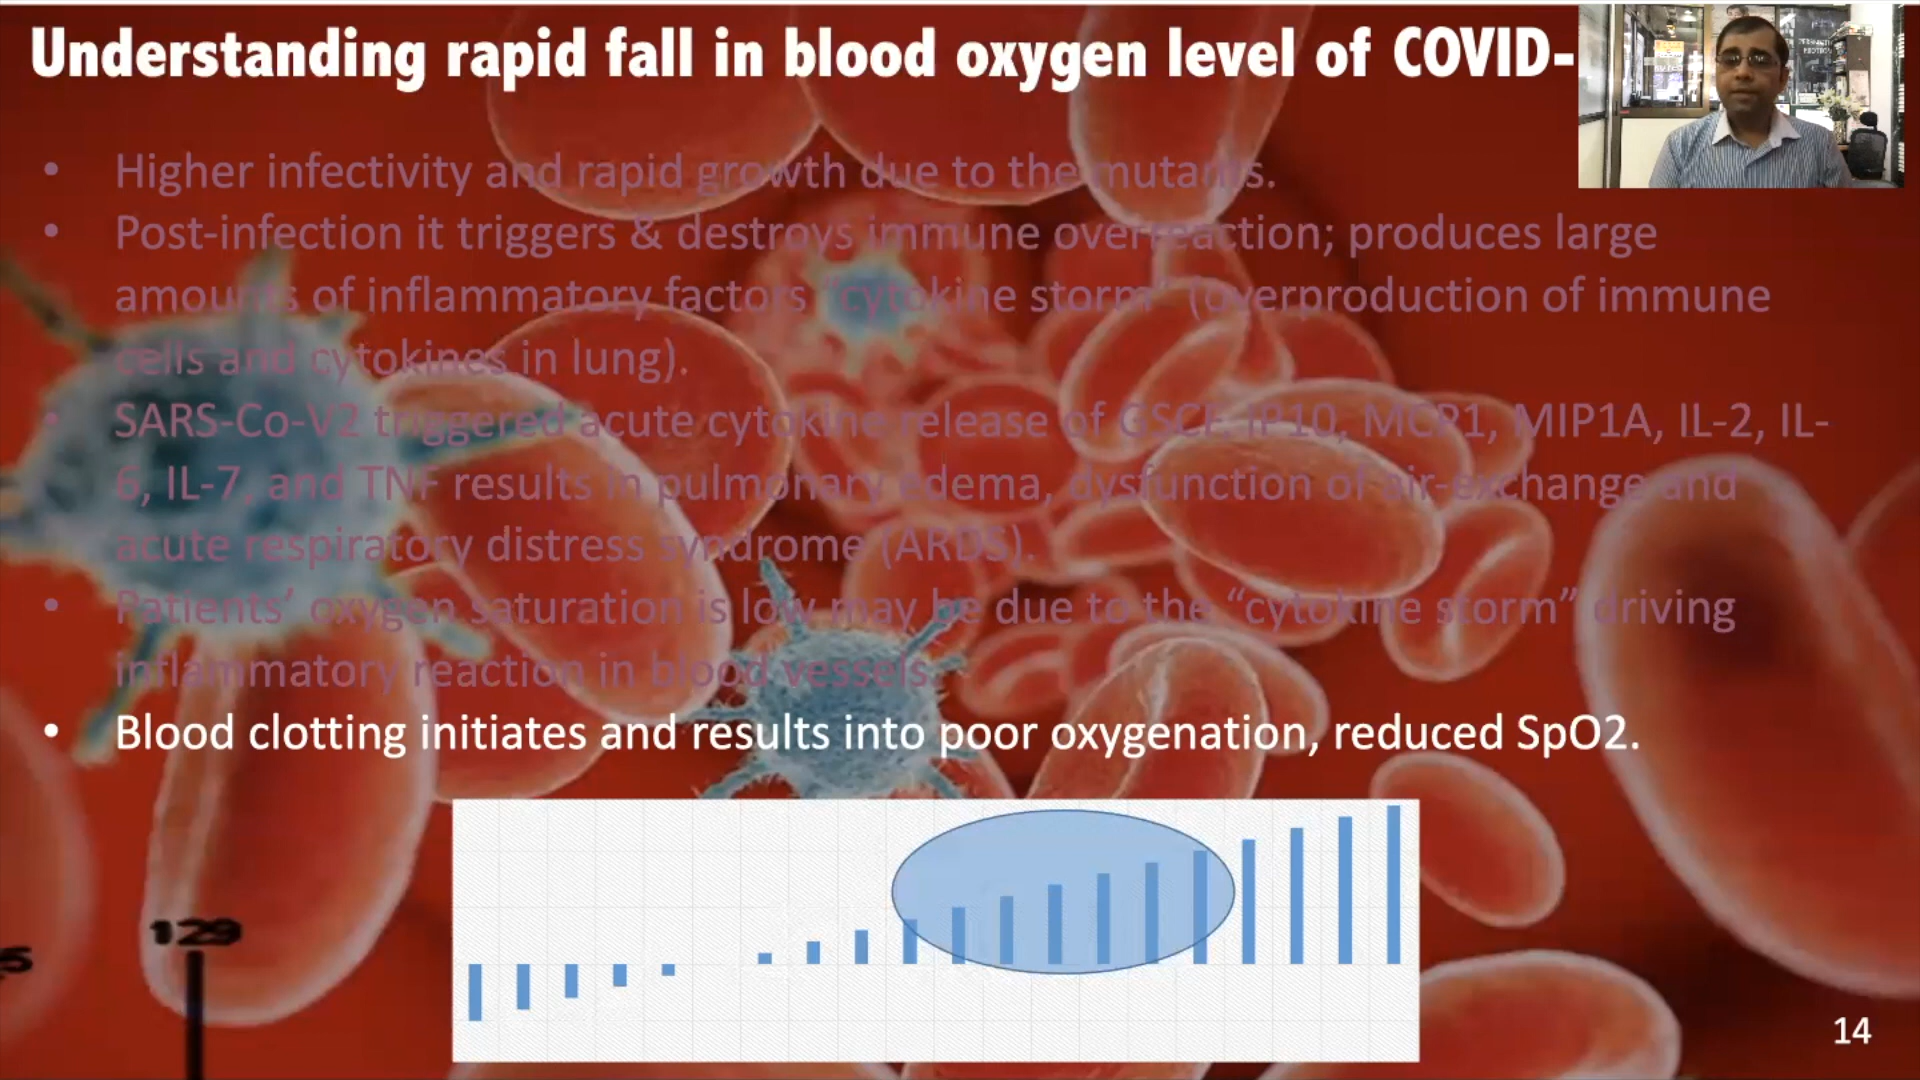 Understanding rapid fall in blood oxygen level of COVID-
• Higher infectivity and rapid growth due to the mutants.
• Post-infection it triggers & destroys immune overreaction; produces large
amounts of inflammatory factors “cytokine storm” (overproduction of immune
cells and cytokines in lung).
• SARS-Co-V2 triggered acute cytokine release of GSCF, IP10, MCP1, MIP1A, IL-2, IL-
6, IL-7, and TNF results in pulmonary edema, dysfunction of air-exchange and
acute respiratory distress syndrome (ARDS).
• Patients’ oxygen saturation is low may be due to the “cytokine storm” driving
inflammatory reaction in blood vessels
• Blood clotting initiates and results into poor oxygenation, reduced SpO2.
129
5
14